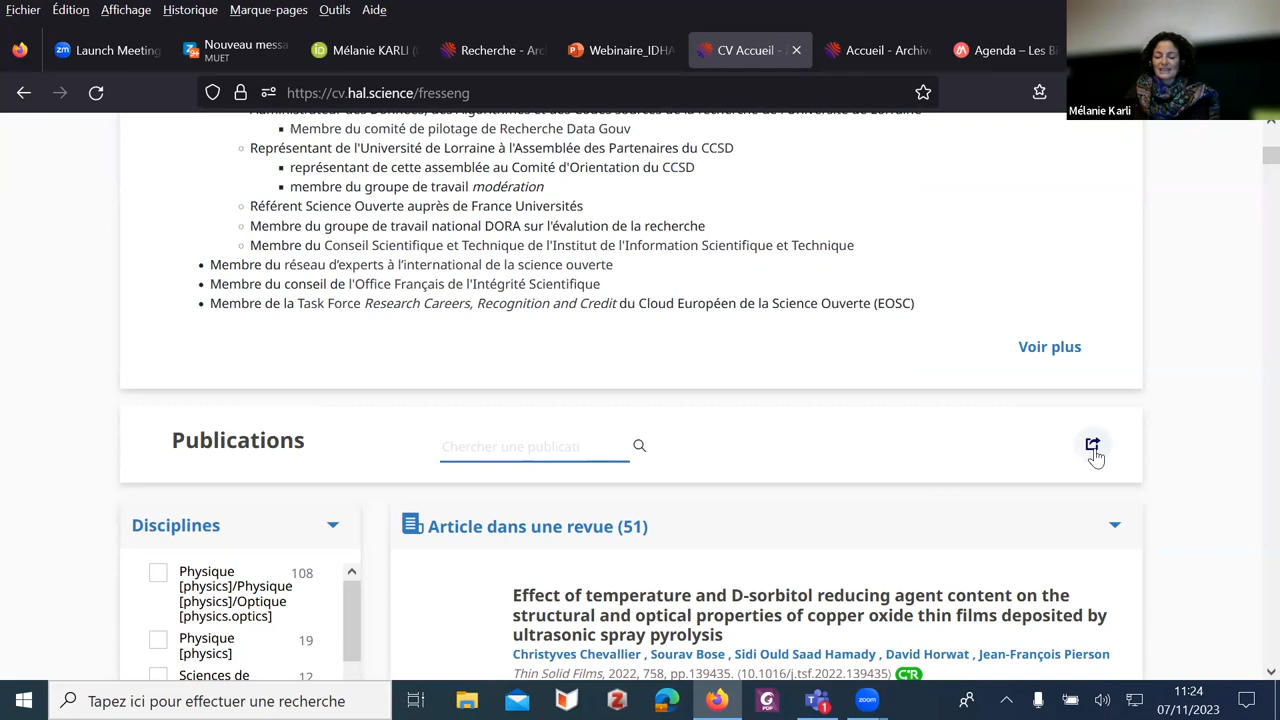 Fichier Édition Affichage Historique Marque-pages Outils Aide
Launch Meeting
Nouveau messa
MUET
Mélanie KARLI (
Recherche - Arc
Webinaire_IDHA
CV Accueil -
Accueil - Archive
Agenda – Les Bi
https://cv.hal.science/fresseng
Mélanie Karli
Membre du comité de pilotage de Recherche Data Gouv
Représentant de l'Université de Lorraine à l'Assemblée des Partenaires du CCSD
représentant de cette assemblée au Comité d'Orientation du CCSD
membre du groupe de travail modération
Référent Science Ouverte auprès de France Universités
Membre du groupe de travail national DORA sur l'évaluation de la recherche
Membre du Conseil Scientifique et Technique de l'Institut de l'Information Scientifique et Technique
Membre du réseau d’experts à l’international de la science ouverte
Membre du conseil de l'Office Français de l'Intégrité Scientifique
Membre de la Task Force Research Careers, Recognition and Credit du Cloud Européen de la Science Ouverte (EOSC)
Voir plus
Publications
Chercher une publicati
Disciplines
Article dans une revue (51)
Physique 108
[physics]/Physique
[physics]/Optique
[physics.optics]
Physique 19
[physics]
Sciences de 12
Effect of temperature and D-sorbitol reducing agent content on the
structural and optical properties of copper oxide thin films deposited by
ultrasonic spray pyrolysis
Christyves Chevallier , Sourav Bose , Sidi Ould Saad Hamady , David Horwat , Jean-François Pierson
Thin Solid Films, 2022, 758, pp.139435. ⟨10.1016/j.tsf.2022.139435⟩
Tapez ici pour effectuer une recherche
11:24
07/11/2023